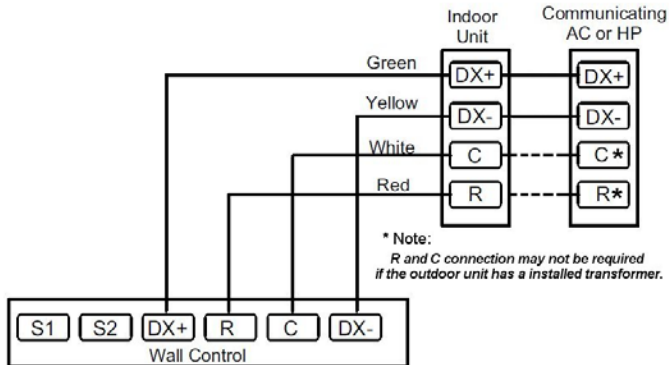 Indoor Unit
Communicating AC or HP
Green
DX+
DX+
Yellow
DX-
DX-
White
C
C*
Red
R
R*
* Note:
R and C connection may not be required
if the outdoor unit has a installed transformer.
S1 S2 DX+ R C DX-
Wall Control